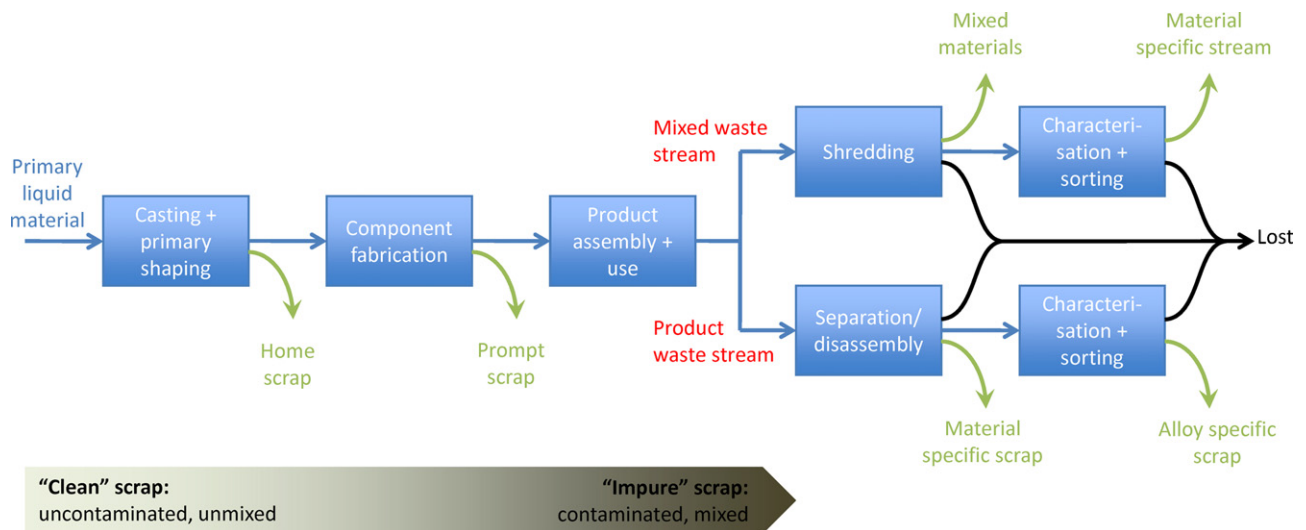 Primary
liquid
material
Casting +
primary
shaping
Home
scrap
Component
fabrication
Prompt
scrap
Product
assembly +
use
Mixed waste
stream
Shredding
Mixed
materials
Characteri-
sation +
sorting
Material
specific stream
Lost
Product
waste stream
Separation/
disassembly
Material
specific scrap
Characteri-
sation +
sorting
Alloy specific
scrap
“Clean” scrap:
uncontaminated, unmixed
“Impure” scrap:
contaminated, mixed